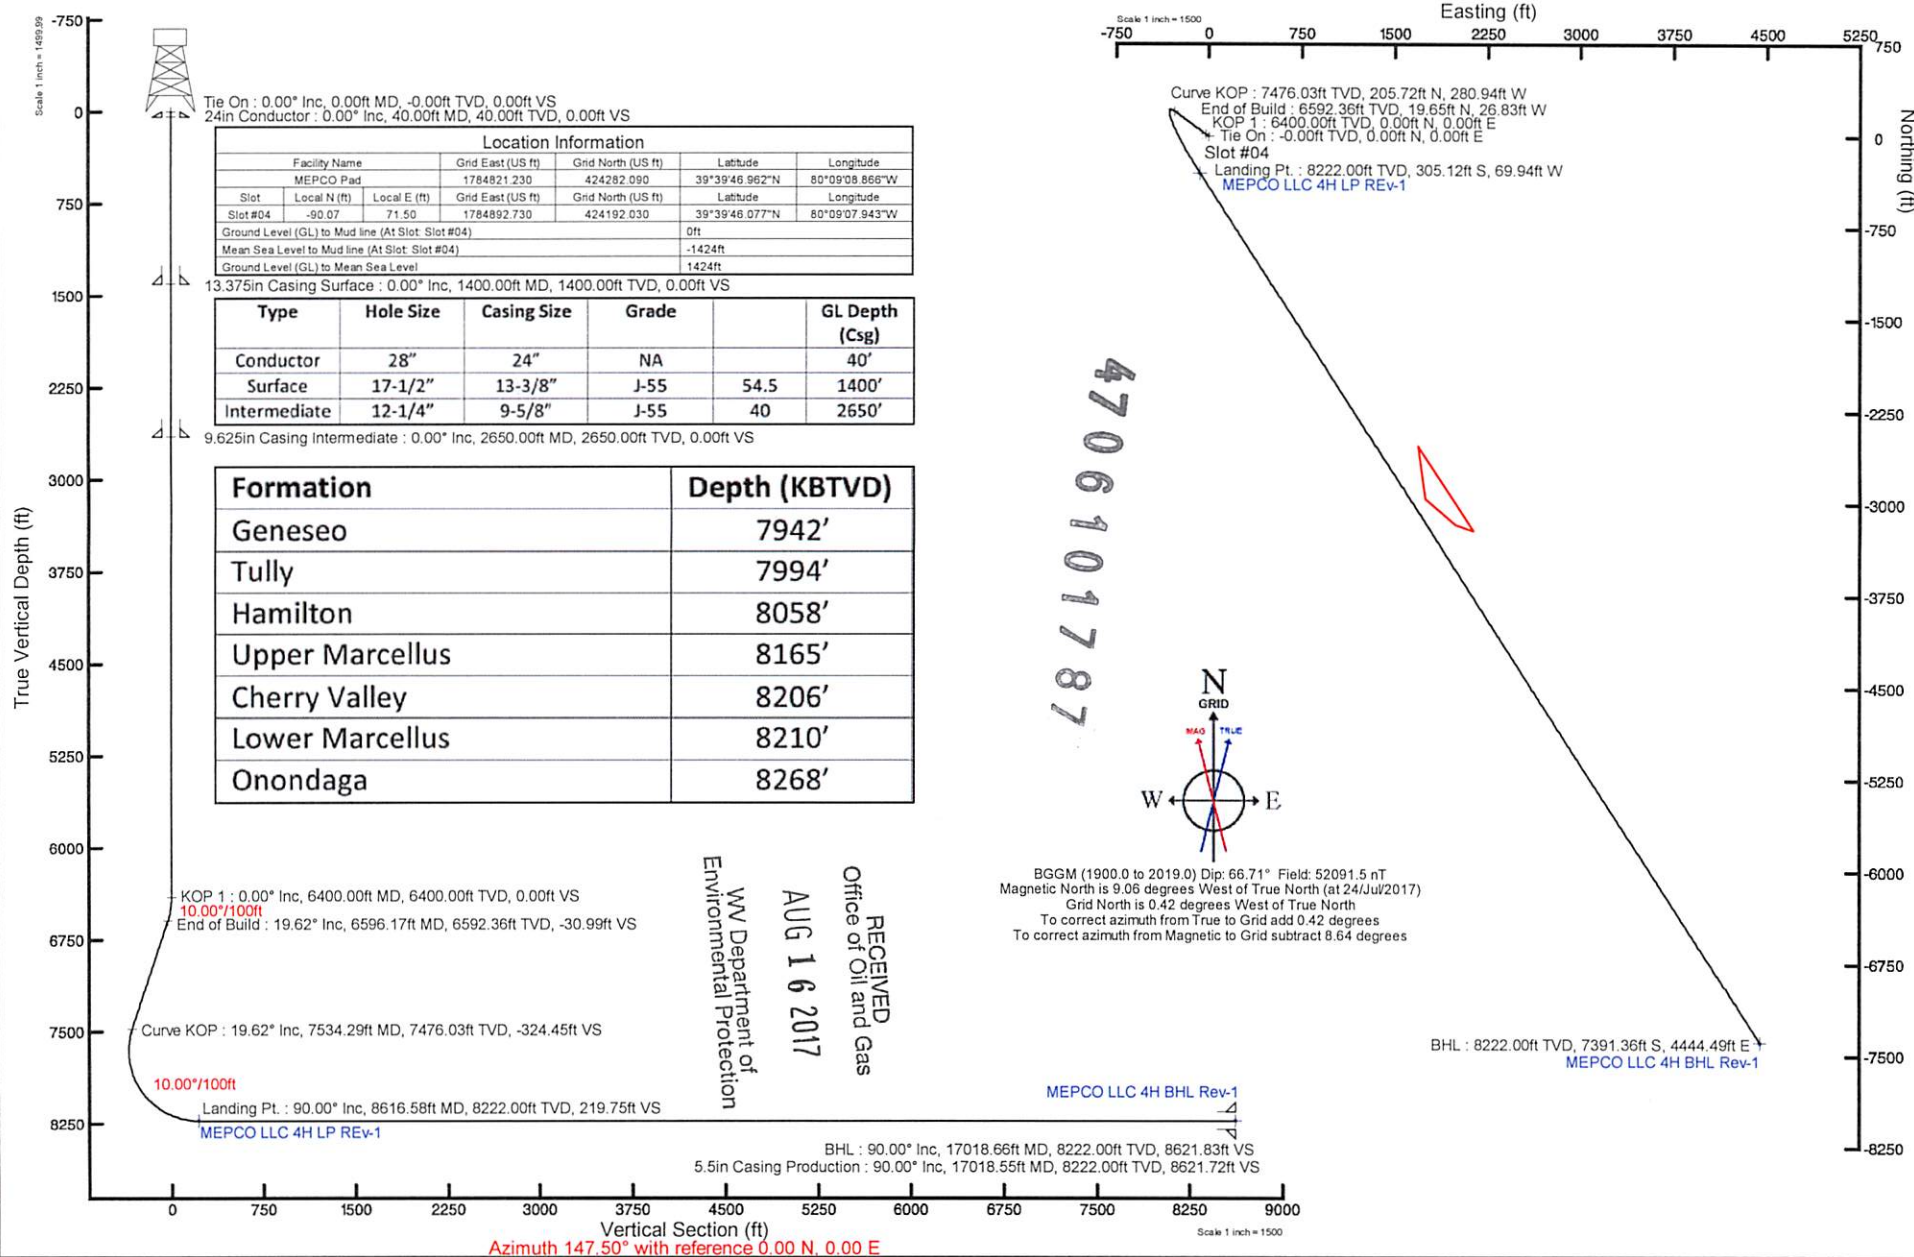 Scale 1 inch = 1499.99
True Vertical Depth (ft)
-750
0
750
1500
2250
3000
3750
4500
5250
6000
6750
7500
8250
Tie On : 0.00° Inc, 0.00ft MD, -0.00ft TVD, 0.00ft VS
24in Conductor : 0.00° Inc, 40.00ft MD, 40.00ft TVD, 0.00ft VS
Location Information
Facility Name Grid East (US ft) Grid North (US ft) Latitude Longitude
MEPCO Pad 1784821.230 424282.090 39°39'46.962"N 80°09'08.866"W
Slot Local N (ft) Local E (ft) Grid East (US ft) Grid North (US ft) Latitude Longitude
Slot #04 -90.07 71.50 1784892.730 424192.030 39°39'46.077"N 80°09'07.943"W
Ground Level (GL) to Mud line (At Slot: Slot #04) 0ft
Mean Sea Level to Mud line (At Slot: Slot #04) -1424ft
Ground Level (GL) to Mean Sea Level 1424ft
13.375in Casing Surface : 0.00° Inc, 1400.00ft MD, 1400.00ft TVD, 0.00ft VS
Type Hole Size Casing Size Grade GL Depth
(Csg)
Conductor 28” 24” NA 40’
Surface 17-1/2” 13-3/8” J-55 54.5 1400’
Intermediate 12-1/4” 9-5/8” J-55 40 2650’
9.625in Casing Intermediate : 0.00° Inc, 2650.00ft MD, 2650.00ft TVD, 0.00ft VS
Formation Depth (KBTVD)
Geneseo 7942’
Tully 7994’
Hamilton 8058’
Upper Marcellus 8165’
Cherry Valley 8206’
Lower Marcellus 8210’
Onondaga 8268’
KOP 1 : 0.00° Inc, 6400.00ft MD, 6400.00ft TVD, 0.00ft VS
10.00°/100ft
End of Build : 19.62° Inc, 6596.17ft MD, 6592.36ft TVD, -30.99ft VS
Curve KOP : 19.62° Inc, 7534.29ft MD, 7476.03ft TVD, -324.45ft VS
10.00°/100ft
Landing Pt. : 90.00° Inc, 8616.58ft MD, 8222.00ft TVD, 219.75ft VS
MEPCO LLC 4H LP REv-1
MEPCO LLC 4H BHL Rev-1
BHL : 90.00° Inc, 17018.66ft MD, 8222.00ft TVD, 8621.83ft VS
5.5in Casing Production : 90.00° Inc, 17018.55ft MD, 8222.00ft TVD, 8621.72ft VS
0 750 1500 2250 3000 3750 4500 5250 6000 6750 7500 8250 9000
Vertical Section (ft)
Scale 1 inch = 1500
Azimuth 147.50° with reference 0.00 N, 0.00 E
RECEIVED
Office of Oil and Gas
AUG 16 2017
WV Department of
Environmental Protection
4706101787
Easting (ft)
Scale 1 inch = 1500
-750 0 750 1500 2250 3000 3750 4500 5250
Northing (ft)
750
0
-750
-1500
-2250
-3000
-3750
-4500
-5250
-6000
-6750
-7500
-8250
Curve KOP : 7476.03ft TVD, 205.72ft N, 280.94ft W
End of Build : 6592.36ft TVD, 19.65ft N, 26.83ft W
KOP 1 : 6400.00ft TVD, 0.00ft N, 0.00ft E
Tie On : -0.00ft TVD, 0.00ft N, 0.00ft E
Slot #04
Landing Pt. : 8222.00ft TVD, 305.12ft S, 69.94ft W
MEPCO LLC 4H LP REv-1
N
GRID
MAG TRUE
W E
BGGM (1900.0 to 2019.0) Dip: 66.71° Field: 52091.5 nT
Magnetic North is 9.06 degrees West of True North (at 24/Jul/2017)
Grid North is 0.42 degrees West of True North
To correct azimuth from True to Grid add 0.42 degrees
To correct azimuth from Magnetic to Grid subtract 8.64 degrees
BHL : 8222.00ft TVD, 7391.36ft S, 4444.49ft E
MEPCO LLC 4H BHL Rev-1